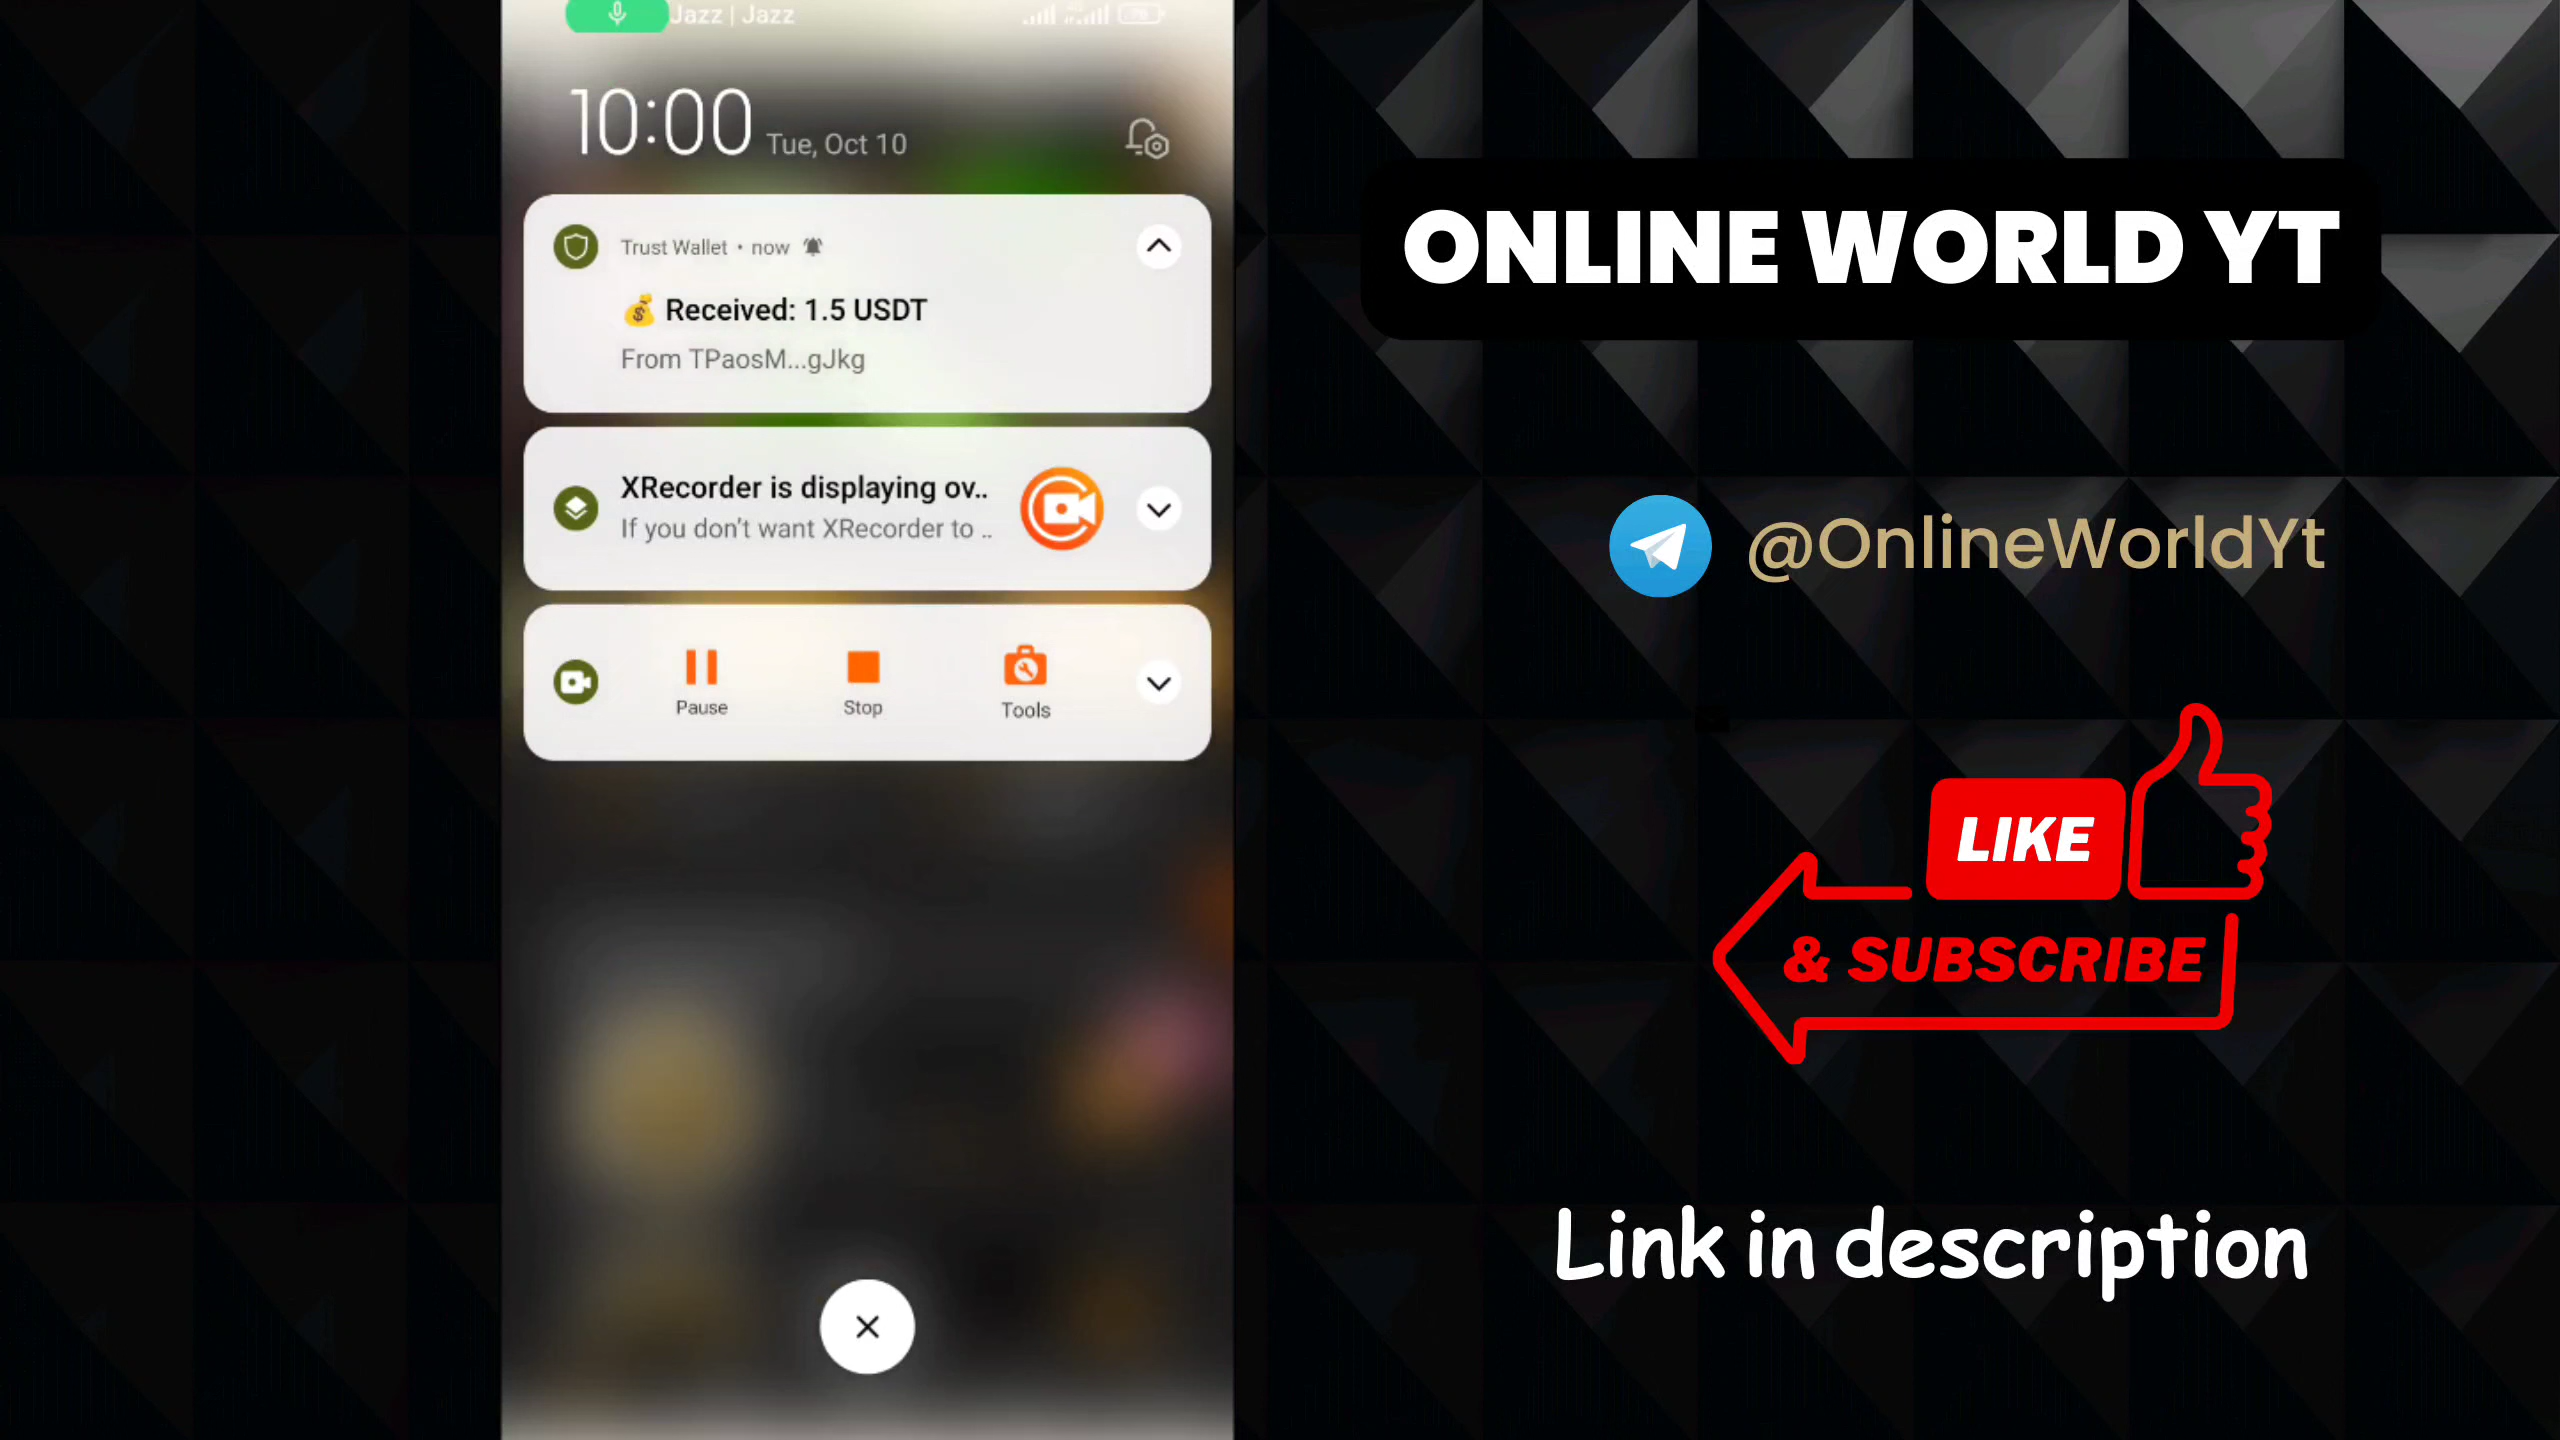 Jazz | Jazz
10:00 Tue, Oct 10
Trust Wallet • now
💰 Received: 1.5 USDT
From TPaosM...gJkg
XRecorder is displaying ov..
If you don't want XRecorder to ..
Pause
Stop
Tools
ONLINE WORLD YT
@OnlineWorldYt
LIKE
& SUBSCRIBE
Link in description